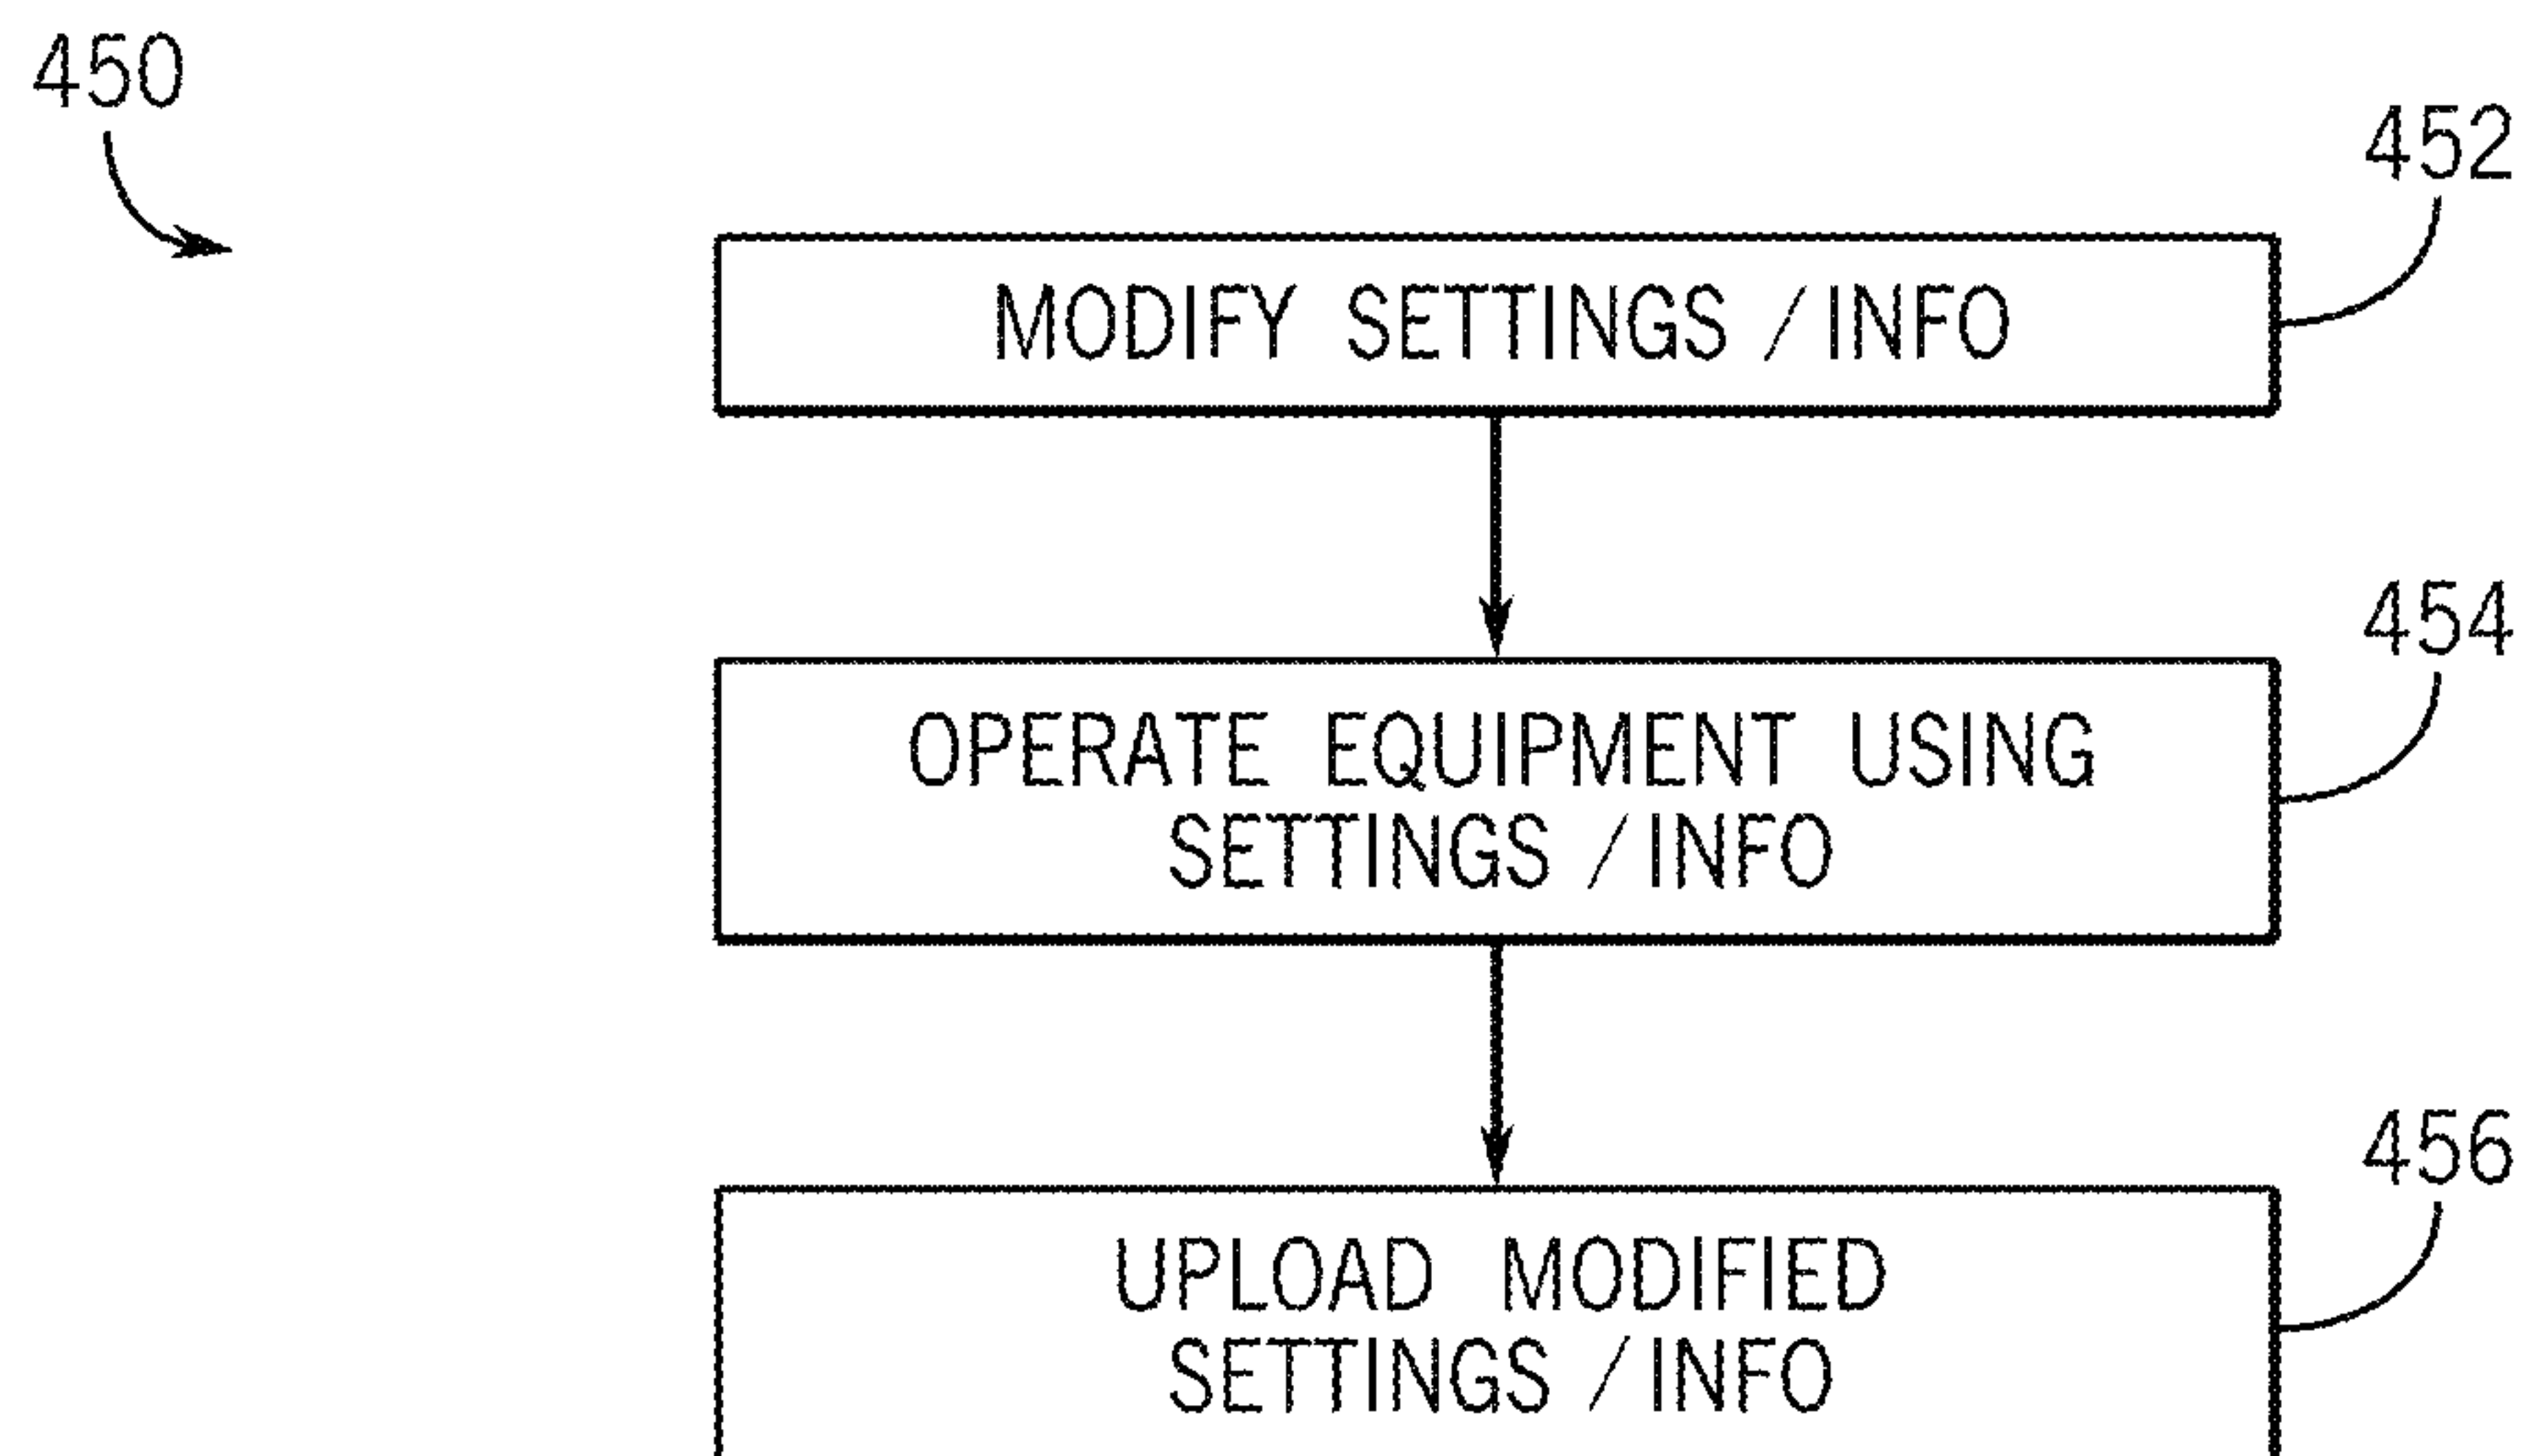 450
452
MODIFY SETTINGS / INFO
454
OPERATE EQUIPMENT USING
SETTINGS / INFO
456
UPLOAD MODIFIED
SETTINGS / INFO